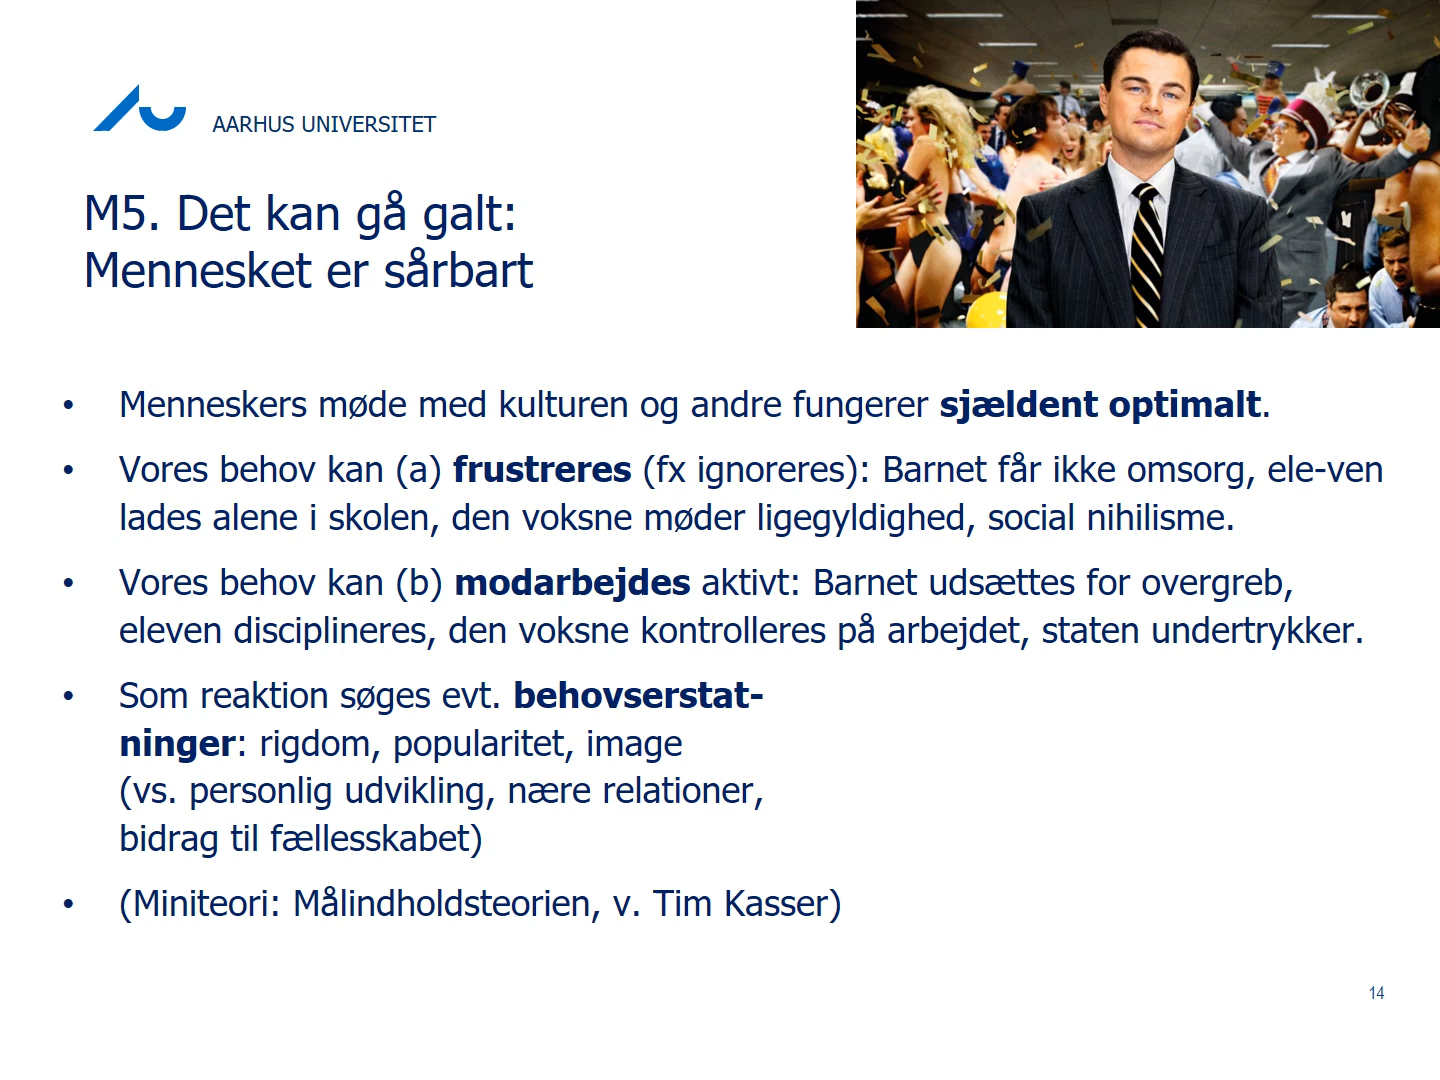 AARHUS UNIVERSITET
M5. Det kan gå galt:
Mennesket er sårbart
• Menneskers møde med kulturen og andre fungerer sjældent optimalt.
• Vores behov kan (a) frustreres (fx ignoreres): Barnet får ikke omsorg, ele-ven
lades alene i skolen, den voksne møder ligegyldighed, social nihilisme.
• Vores behov kan (b) modarbejdes aktivt: Barnet udsættes for overgreb,
eleven disciplineres, den voksne kontrolleres på arbejdet, staten undertrykker.
• Som reaktion søges evt. behovserstat-
ninger: rigdom, popularitet, image
(vs. personlig udvikling, nære relationer,
bidrag til fællesskabet)
• (Miniteori: Målindholdsteorien, v. Tim Kasser)
14